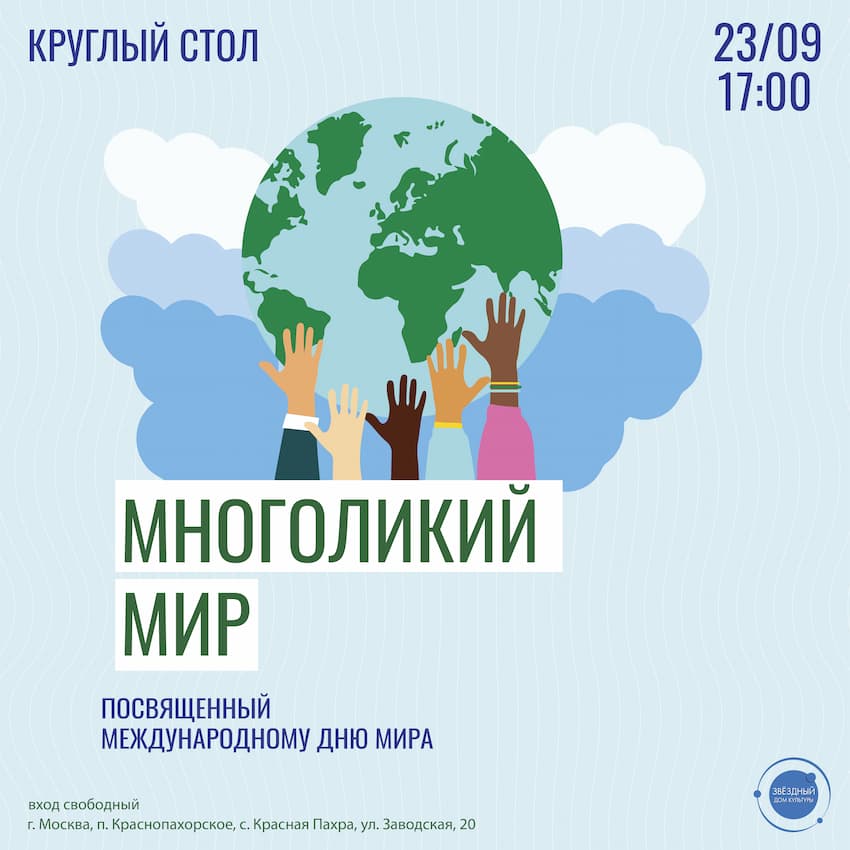 КРУГЛЫЙ СТОЛ
23/09
17:00
МНОГОЛИКИЙ
МИР
ПОСВЯЩЕННЫЙ
МЕЖДУНАРОДНОМУ ДНЮ МИРА
вход свободный
г. Москва, п. Краснопахорское, с. Красная Пахра, ул. Заводская, 20
ЗВЁЗДНЫЙ
ДОМ КУЛЬТУРЫ